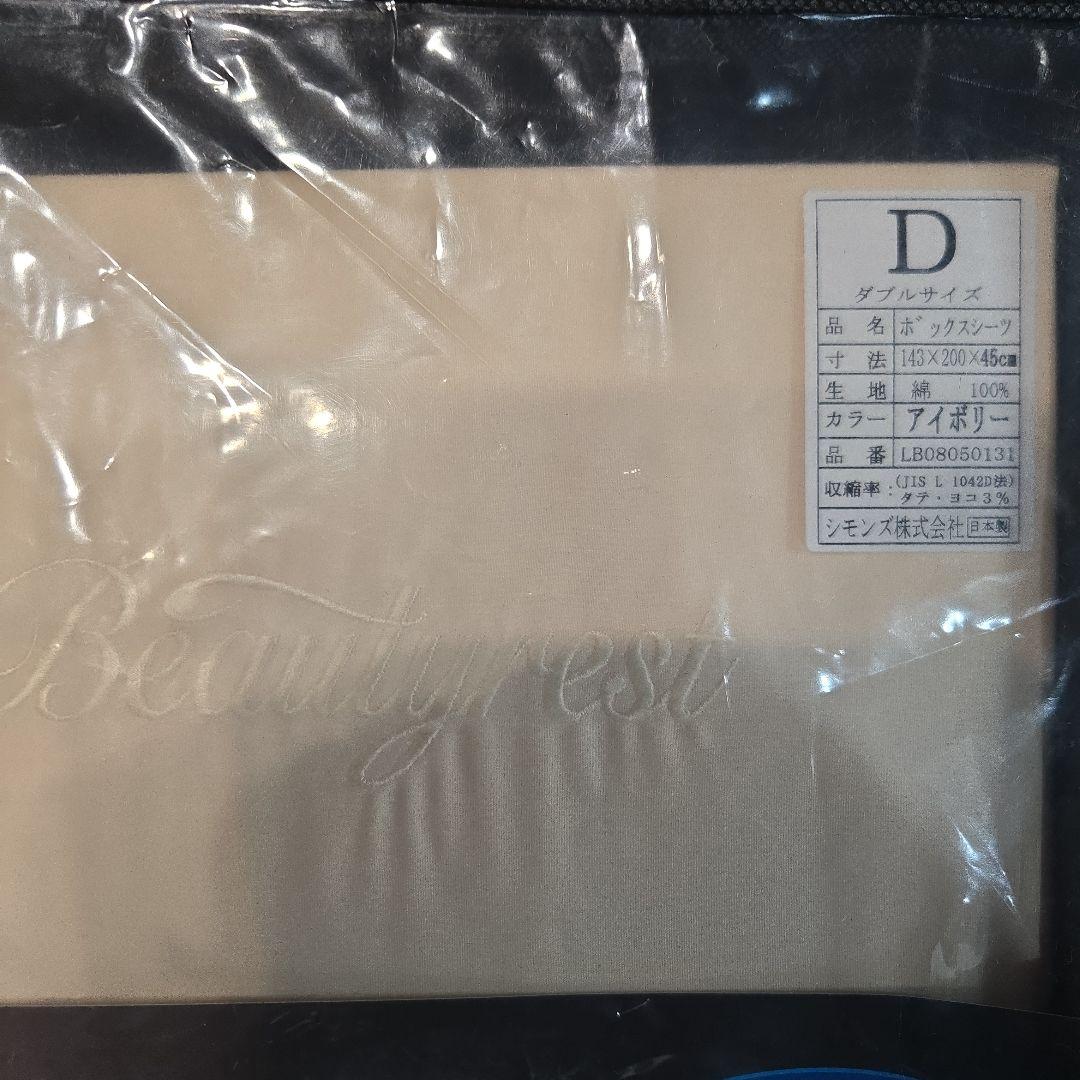 D
ダブルサイズ
品名 ボックスシーツ
寸法 143×200×45cm
生地 綿 100%
カラー アイボリー
品番 LB08050131
収縮率:(JIS L 1042D法)
タテ・ヨコ3%
シモンズ株式会社 日本製
Beautyrest